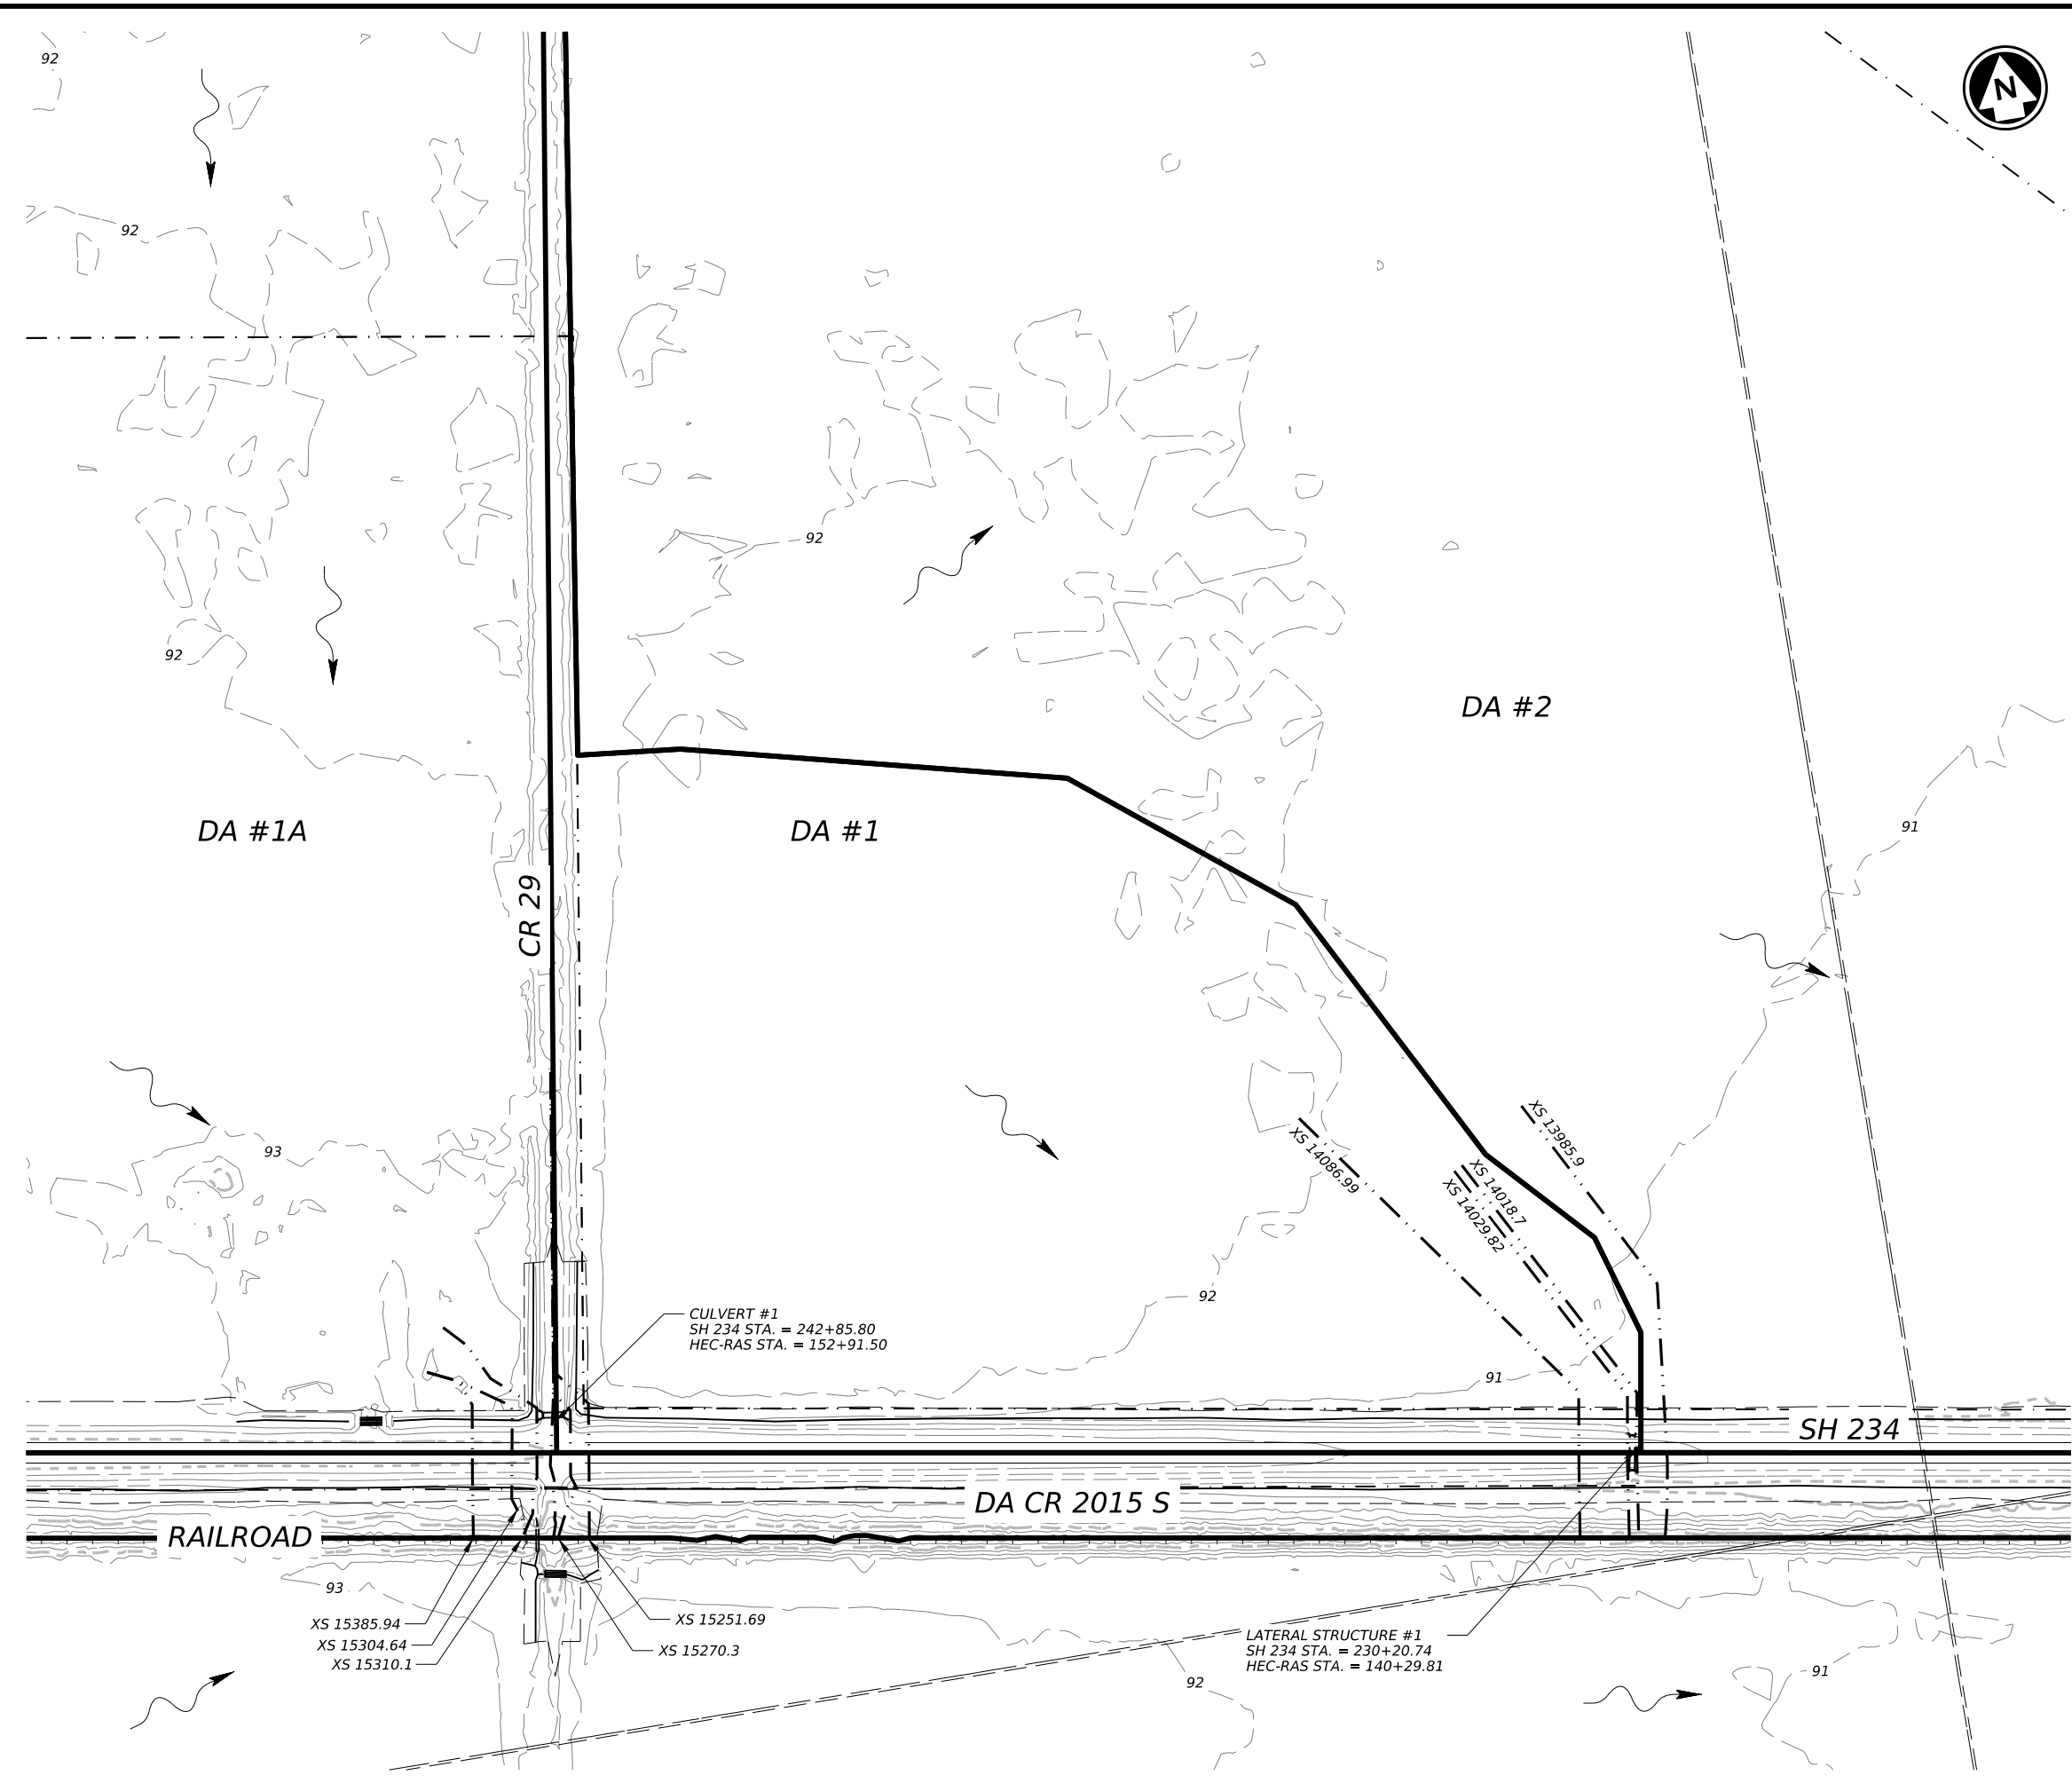 92
N
92
92
92
DA #2
DA #1A
DA #1
91
CR 29
93
XS 13985.9
XS 14086.99
XS 14018.7
XS 14029.82
92
CULVERT #1
SH 234 STA. = 242+85.80
HEC-RAS STA. = 152+91.50
91
SH 234
DA CR 2015 S
RAILROAD
93
XS 15385.94
XS 15304.64
XS 15310.1
XS 15251.69
XS 15270.3
LATERAL STRUCTURE #1
SH 234 STA. = 230+20.74
HEC-RAS STA. = 140+29.81
92
91